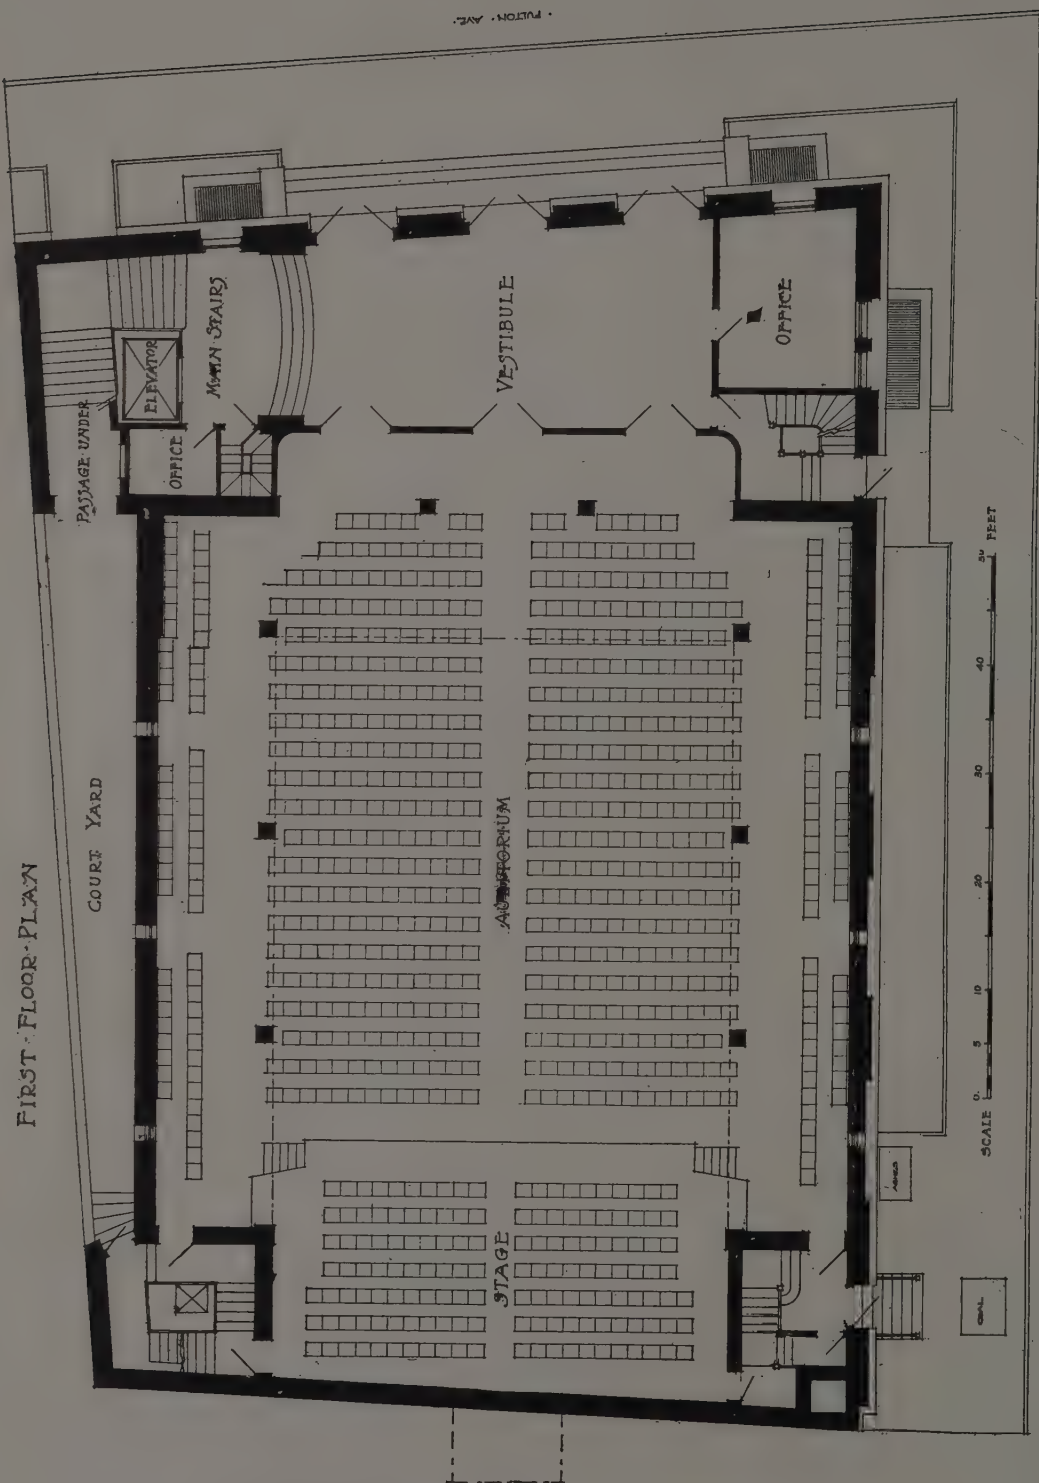 · FULTON · AVE.
FIRST · FLOOR · PLAN
COURT YARD
PASSAGE · UNDER
ELEVATOR
MAIN STAIRS
OFFICE
VESTIBULE
OFFICE
AUDITORIUM
STAGE
ASHES
COAL
SCALE 0 5 10 20 30 40 50 FEET